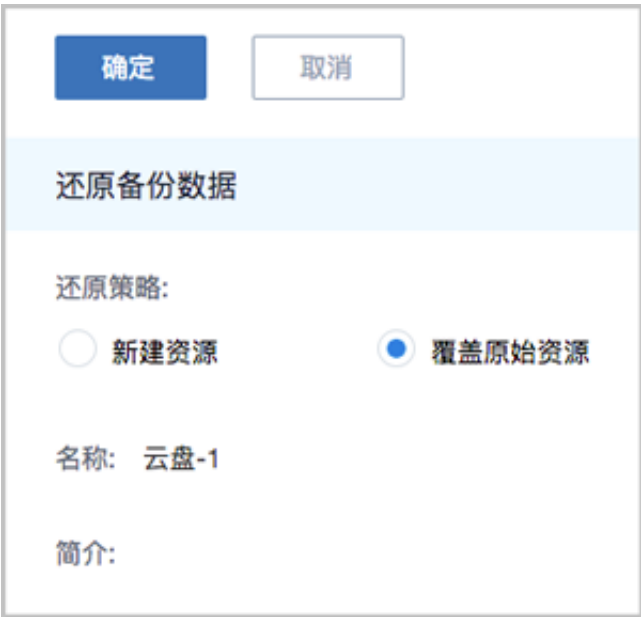 确定 取消
还原备份数据
还原策略:
新建资源 覆盖原始资源
名称: 云盘-1
简介: